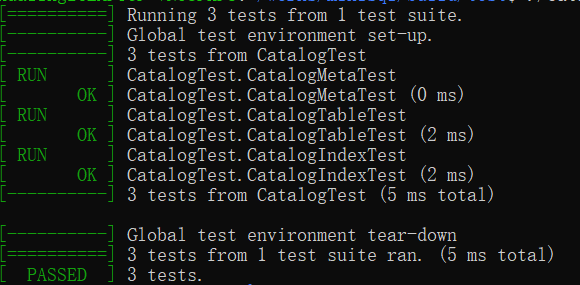 [==========] Running 3 tests from 1 test suite.
[----------] Global test environment set-up.
[----------] 3 tests from CatalogTest
[ RUN      ] CatalogTest.CatalogMetaTest
[       OK ] CatalogTest.CatalogMetaTest (0 ms)
[ RUN      ] CatalogTest.CatalogTableTest
[       OK ] CatalogTest.CatalogTableTest (2 ms)
[ RUN      ] CatalogTest.CatalogIndexTest
[       OK ] CatalogTest.CatalogIndexTest (2 ms)
[----------] 3 tests from CatalogTest (5 ms total)

[----------] Global test environment tear-down
[==========] 3 tests from 1 test suite ran. (5 ms total)
[  PASSED  ] 3 tests.